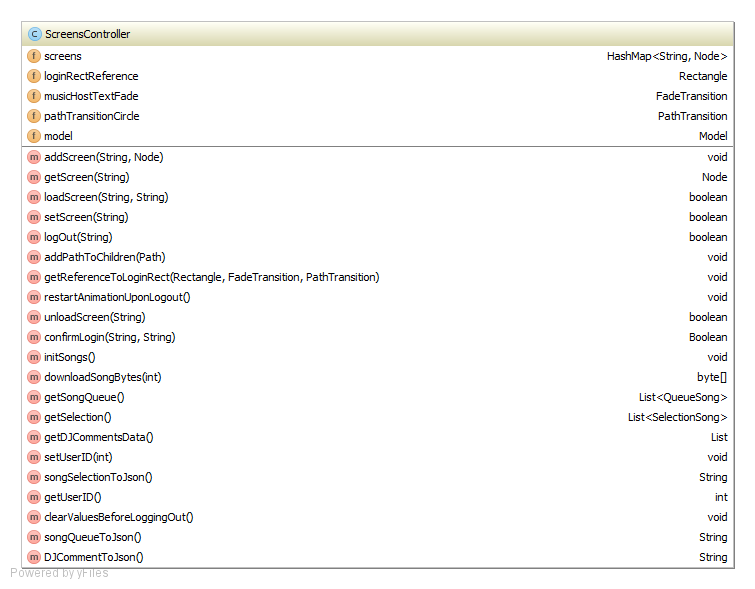 C ScreensController
f screens HashMap<String, Node>
f loginRectReference Rectangle
f musicHostTextFade FadeTransition
f pathTransitionCircle PathTransition
f model Model
m addScreen(String, Node) void
m getScreen(String) Node
m loadScreen(String, String) boolean
m setScreen(String) boolean
m logOut(String) boolean
m addPathToChildren(Path) void
m getReferenceToLoginRect(Rectangle, FadeTransition, PathTransition) void
m restartAnimationUponLogout() void
m unloadScreen(String) boolean
m confirmLogin(String, String) Boolean
m initSongs() void
m downloadSongBytes(int) byte[]
m getSongQueue() List<QueueSong>
m getSelection() List<SelectionSong>
m getDJCommentsData() List
m setUserID(int) void
m songSelectionToJson() String
m getUserID() int
m clearValuesBeforeLoggingOut() void
m songQueueToJson() String
m DJCommentToJson() String
Powered by yFiles